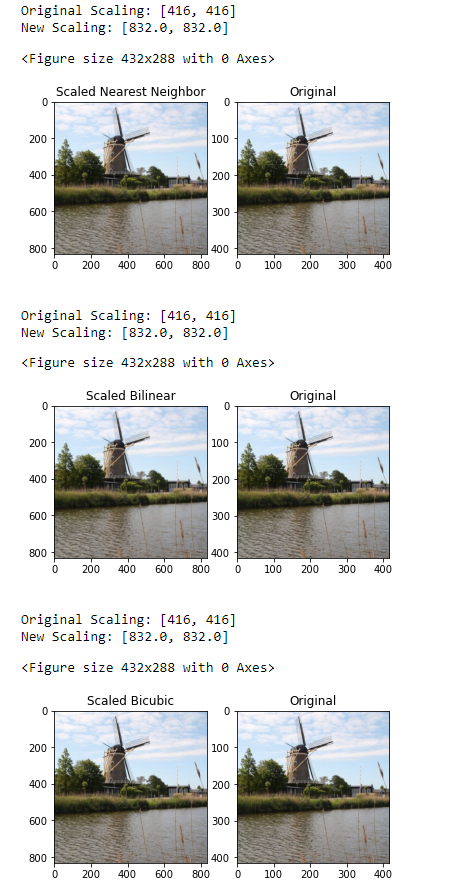 Original Scaling: [416, 416]
New Scaling: [832.0, 832.0]
<Figure size 432x288 with 0 Axes>
Scaled Nearest Neighbor Original
0 0
200 100
400 200
600 300
800 400
0 200 400 600 800 0 100 200 300 400
Original Scaling: [416, 416]
New Scaling: [832.0, 832.0]
<Figure size 432x288 with 0 Axes>
Scaled Bilinear Original
0 0
200 100
400 200
600 300
800 400
0 200 400 600 800 0 100 200 300 400
Original Scaling: [416, 416]
New Scaling: [832.0, 832.0]
<Figure size 432x288 with 0 Axes>
Scaled Bicubic Original
0 0
200 100
400 200
600 300
800 400
0 200 400 600 800 0 100 200 300 400